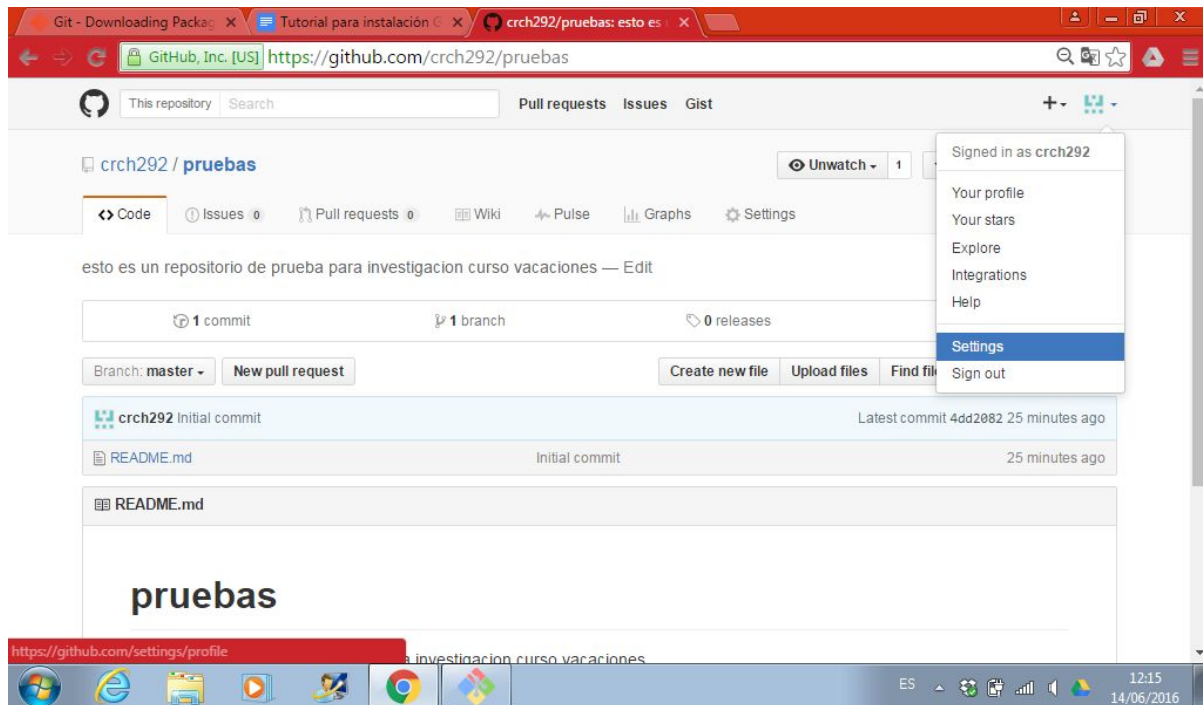 Git - Downloading Packag
Tutorial para instalación G
crch292/pruebas: esto es
GitHub, Inc. [US] https://github.com/crch292/pruebas
This repository Search Pull requests Issues Gist
crch292 / pruebas
Unwatch 1
Signed in as crch292
Your profile
Your stars
Explore
Integrations
Help
Settings
Sign out
Code Issues 0 Pull requests 0 Wiki Pulse Graphs Settings
esto es un repositorio de prueba para investigacion curso vacaciones — Edit
1 commit 1 branch 0 releases
Branch: master New pull request Create new file Upload files Find fil
crch292 Initial commit Latest commit 4dd2082 25 minutes ago
README.md Initial commit 25 minutes ago
README.md
pruebas
a investigacion curso vacaciones
https://github.com/settings/profile
ES 12:15
14/06/2016